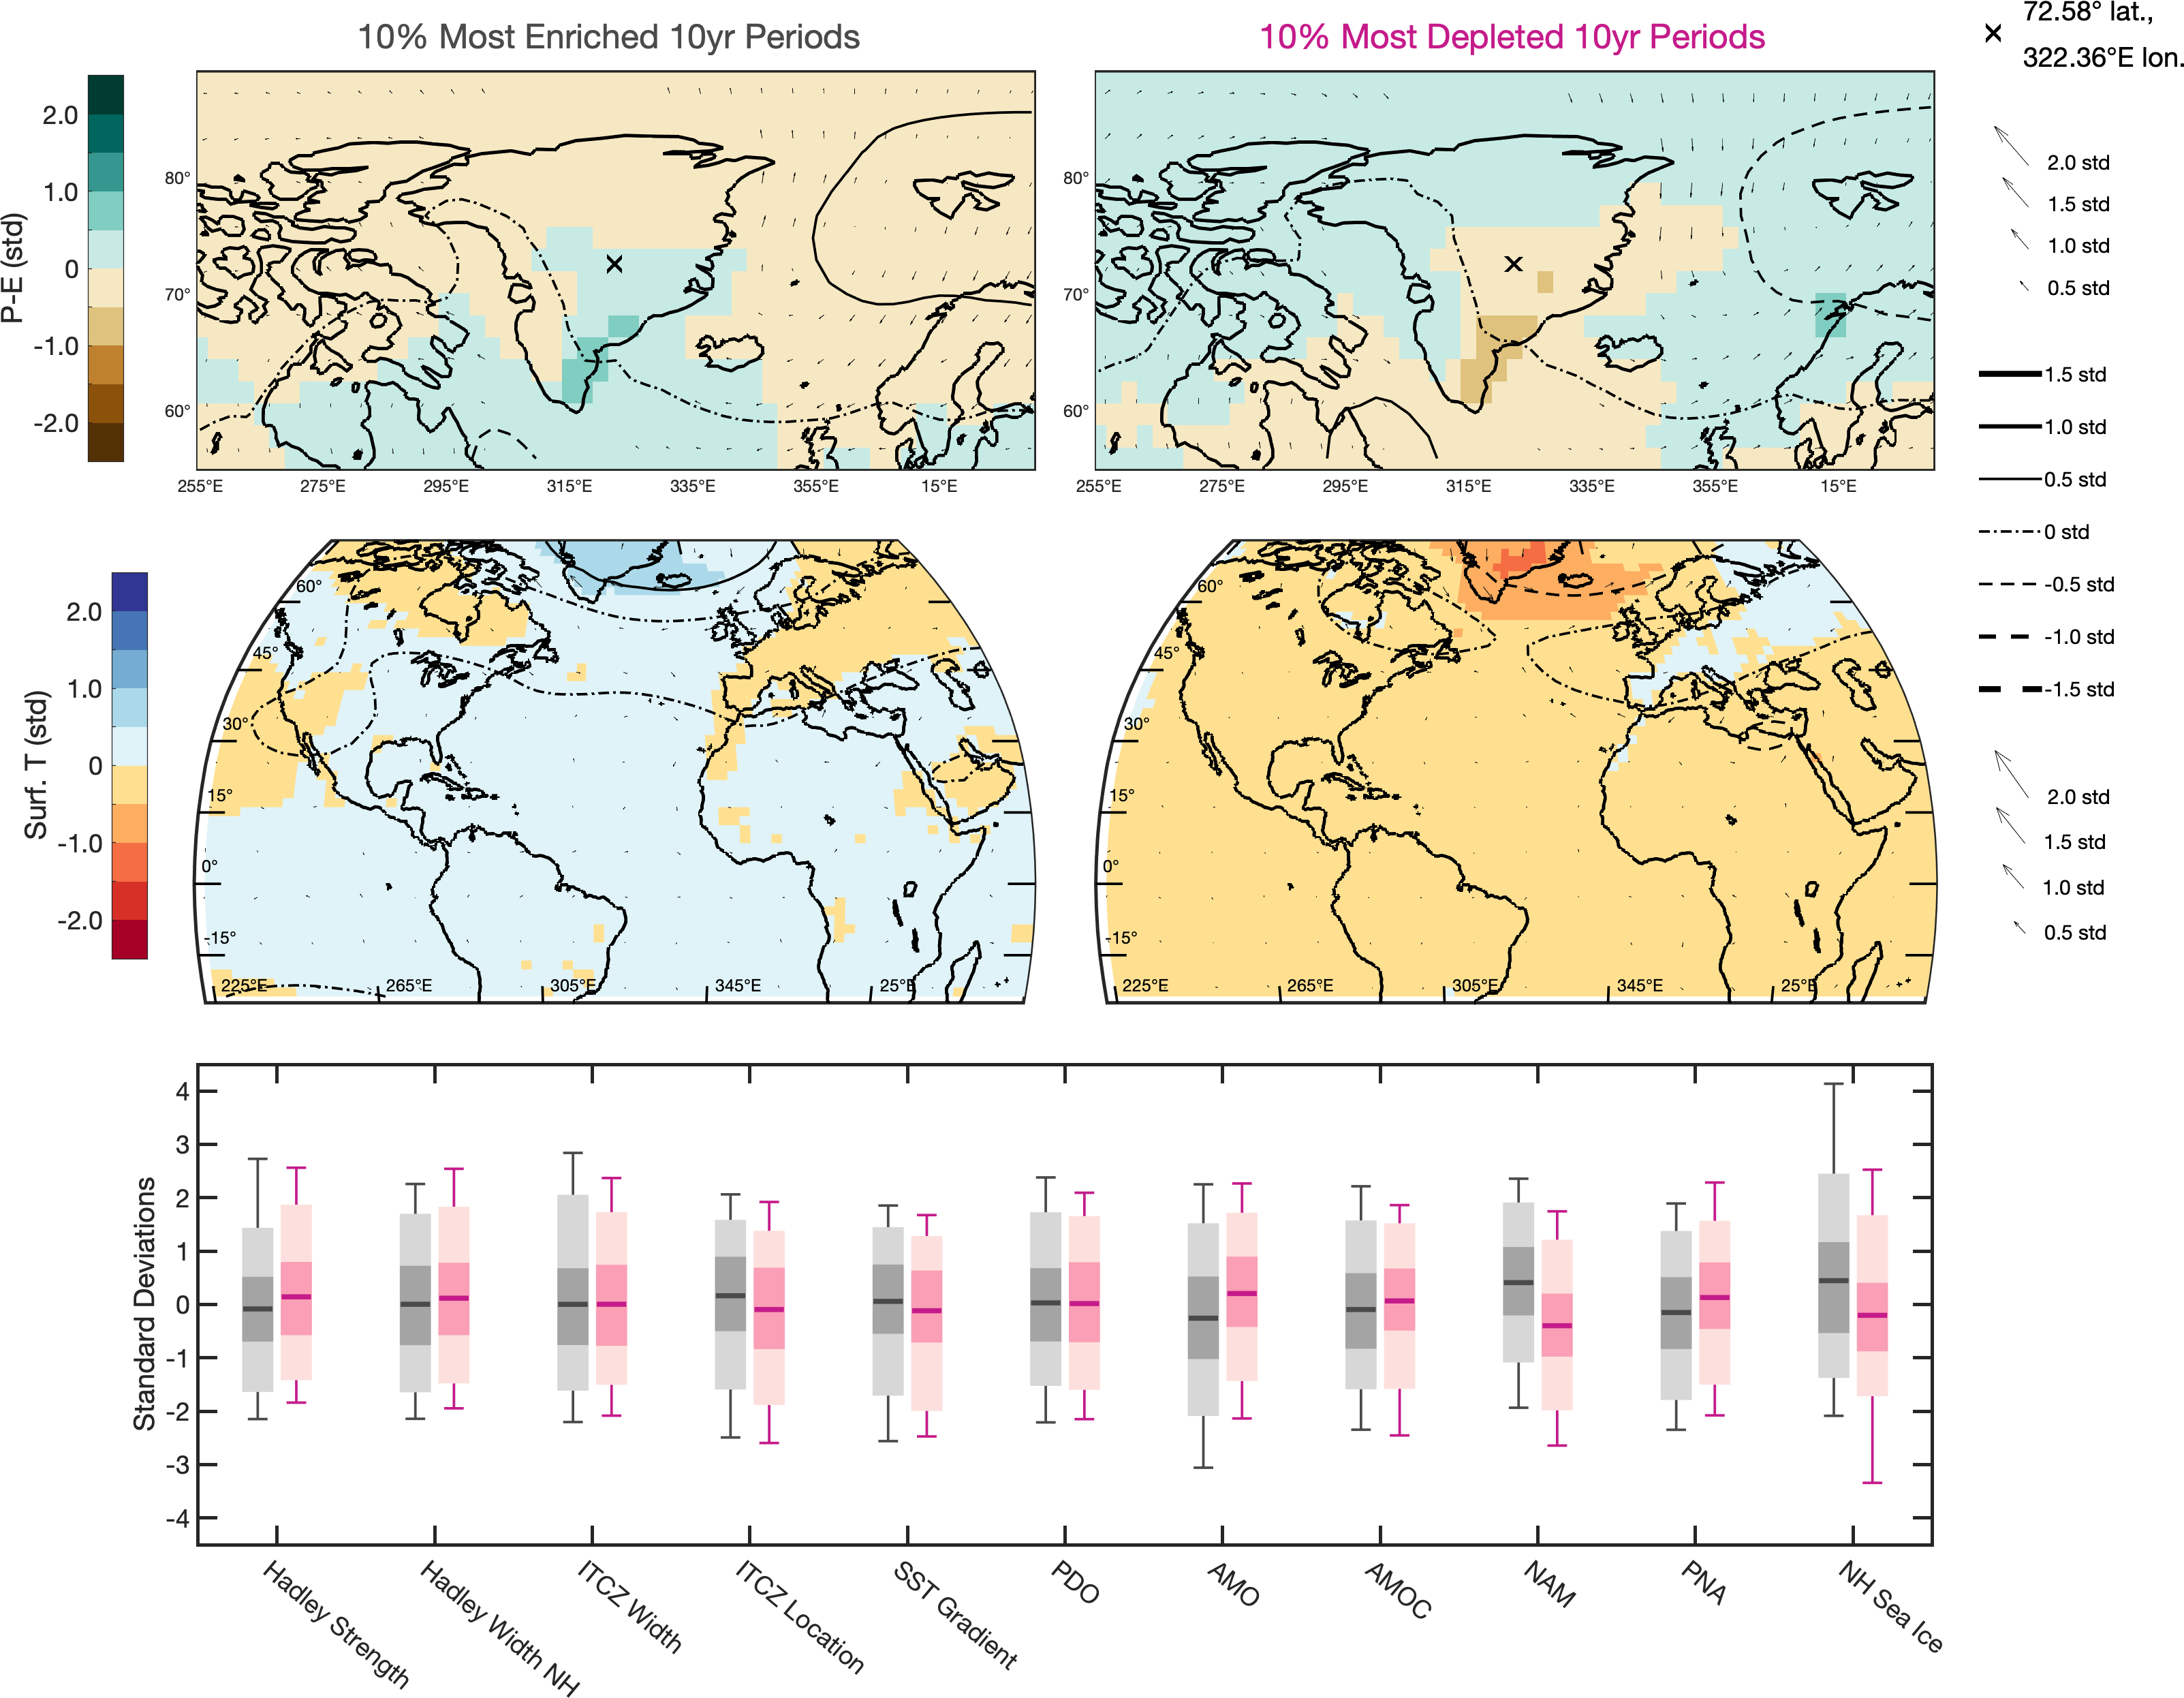 10% Most Enriched 10yr Periods
10% Most Depleted 10yr Periods
72.58° lat.,
322.36°E lon.
P-E (std)
2.0
1.0
0
-1.0
-2.0
80°
70°
60°
255°E 275°E 295°E 315°E 335°E 355°E 15°E
80°
70°
60°
255°E 275°E 295°E 315°E 335°E 355°E 15°E
2.0 std
1.5 std
1.0 std
0.5 std
1.5 std
1.0 std
0.5 std
0 std
-0.5 std
-1.0 std
-1.5 std
Surf. T (std)
2.0
1.0
0
-1.0
-2.0
60°
45°
30°
15°
0°
-15°
225°E 265°E 305°E 345°E 25°E
60°
45°
30°
15°
0°
-15°
225°E 265°E 305°E 345°E 25°E
2.0 std
1.5 std
1.0 std
0.5 std
Standard Deviations
4
3
2
1
0
-1
-2
-3
-4
Hadley Strength
Hadley Width NH
ITCZ Width
ITCZ Location
SST Gradient
PDO
AMO
AMOC
NAM
PNA
NH Sea Ice